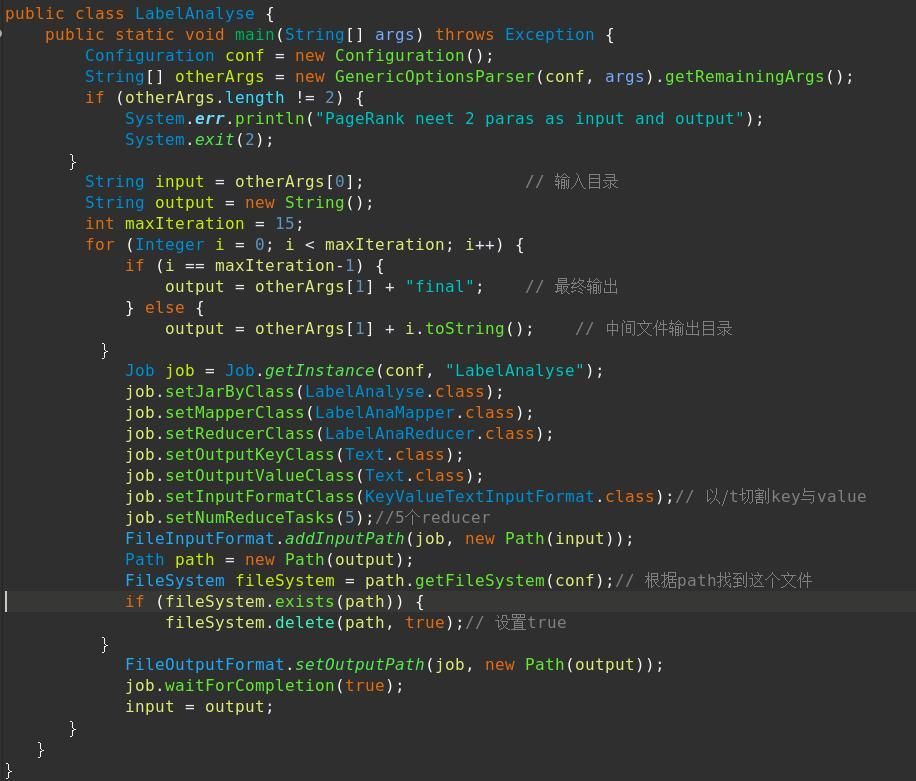 public class LabelAnalyse {
    public static void main(String[] args) throws Exception {
        Configuration conf = new Configuration();
        String[] otherArgs = new GenericOptionsParser(conf, args).getRemainingArgs();
        if (otherArgs.length != 2) {
            System.err.println("PageRank neet 2 paras as input and output");
            System.exit(2);
        }
        String input = otherArgs[0];                // 输入目录
        String output = new String();
        int maxIteration = 15;
        for (Integer i = 0; i < maxIteration; i++) {
            if (i == maxIteration-1) {
                output = otherArgs[1] + "final";    // 最终输出
            } else {
                output = otherArgs[1] + i.toString();    // 中间文件输出目录
            }
            Job job = Job.getInstance(conf, "LabelAnalyse");
            job.setJarByClass(LabelAnalyse.class);
            job.setMapperClass(LabelAnaMapper.class);
            job.setReducerClass(LabelAnaReducer.class);
            job.setOutputKeyClass(Text.class);
            job.setOutputValueClass(Text.class);
            job.setInputFormatClass(KeyValueTextInputFormat.class);// 以/t切割key与value
            job.setNumReduceTasks(5);//5个reducer
            FileInputFormat.addInputPath(job, new Path(input));
            Path path = new Path(output);
            FileSystem fileSystem = path.getFileSystem(conf);// 根据path找到这个文件
            if (fileSystem.exists(path)) {
                fileSystem.delete(path, true);// 设置true
            }
            FileOutputFormat.setOutputPath(job, new Path(output));
            job.waitForCompletion(true);
            input = output;
        }
    }
}